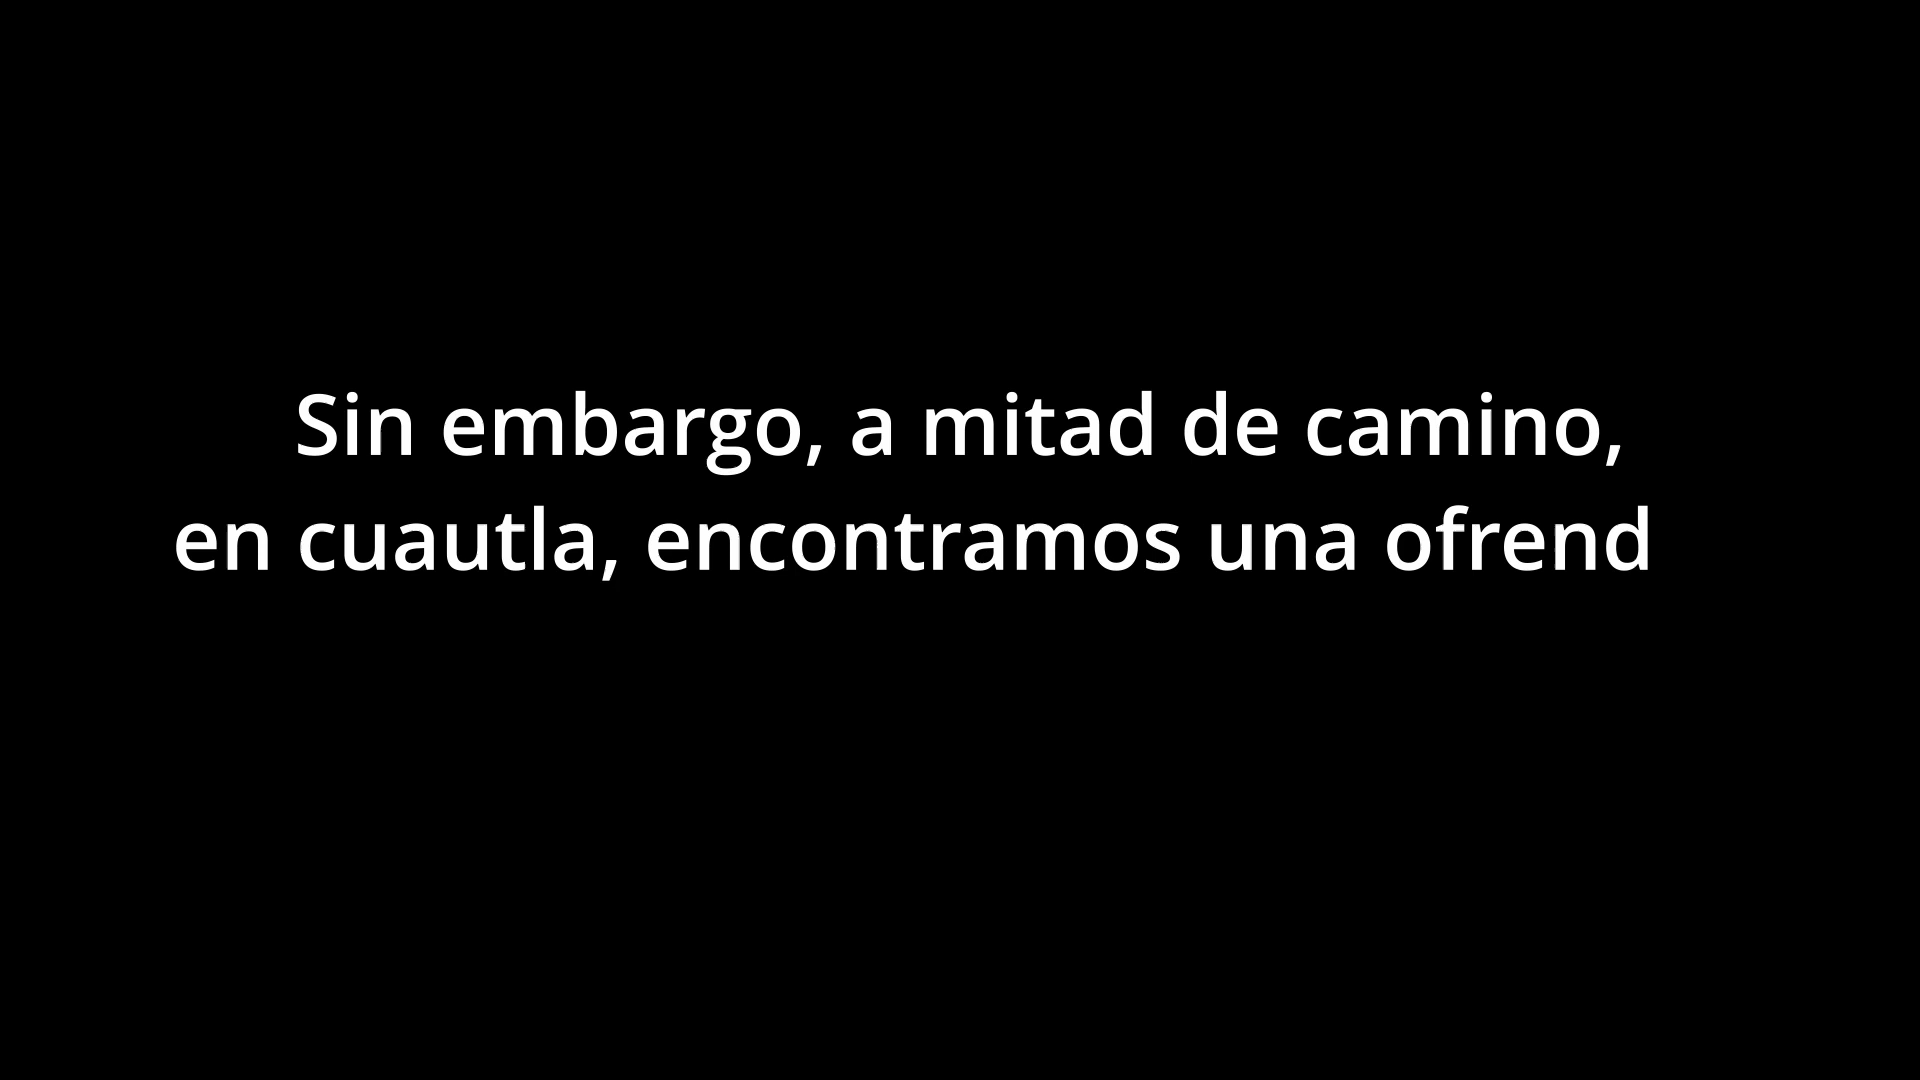 Sin embargo, a mitad de camino,
en cuautla, encontramos una ofrend